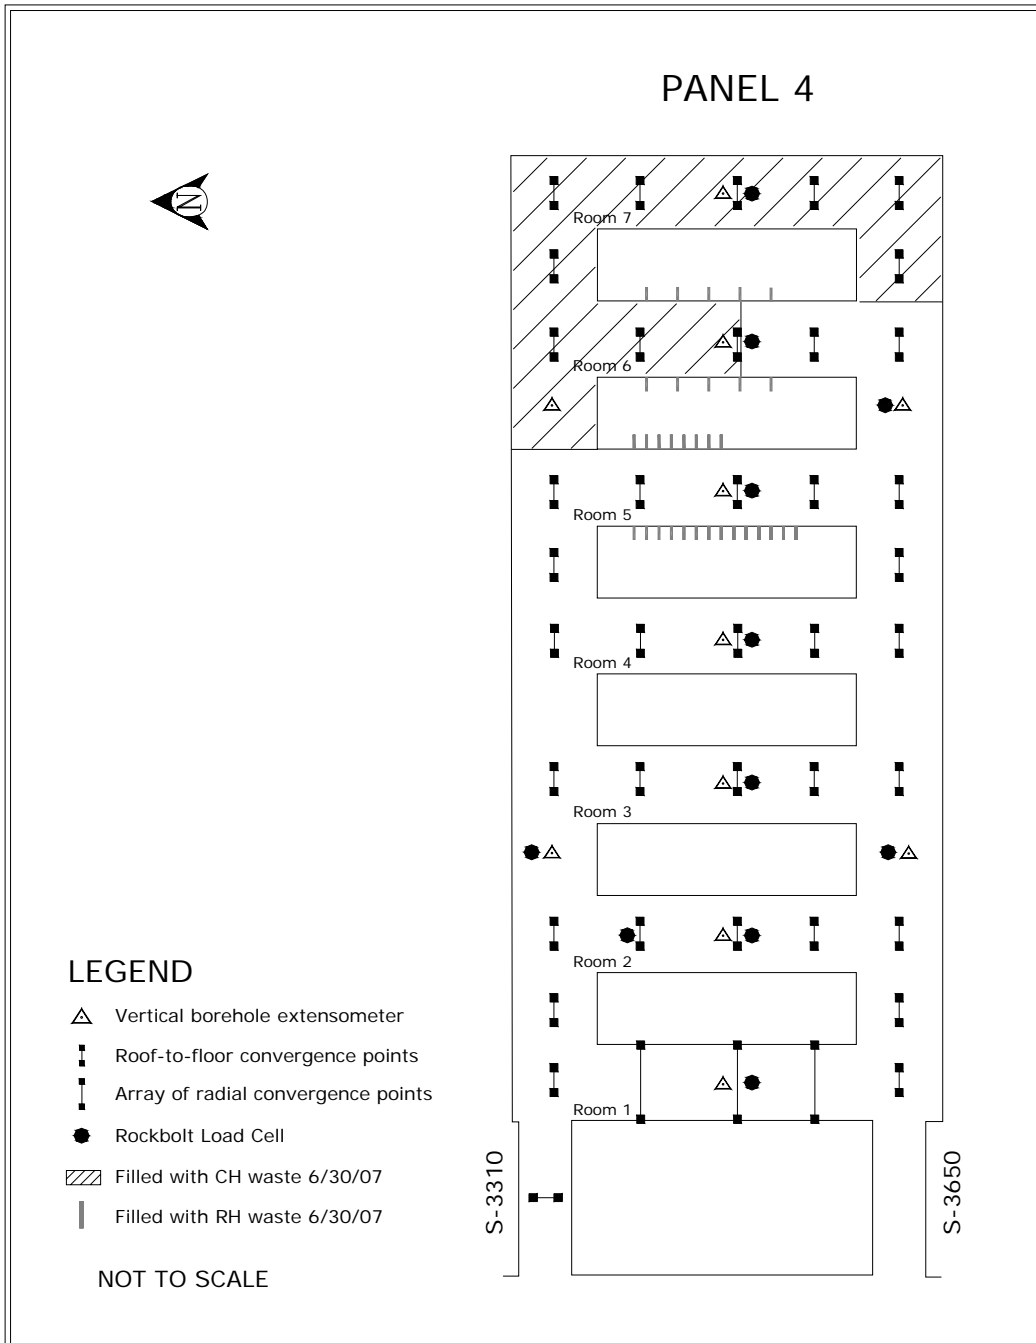 PANEL 4
N
Room 7
Room 6
Room 5
Room 4
Room 3
Room 2
Room 1
LEGEND
Vertical borehole extensometer
Roof-to-floor convergence points
Array of radial convergence points
Rockbolt Load Cell
Filled with CH waste 6/30/07
Filled with RH waste 6/30/07
NOT TO SCALE
S-3310
S-3650